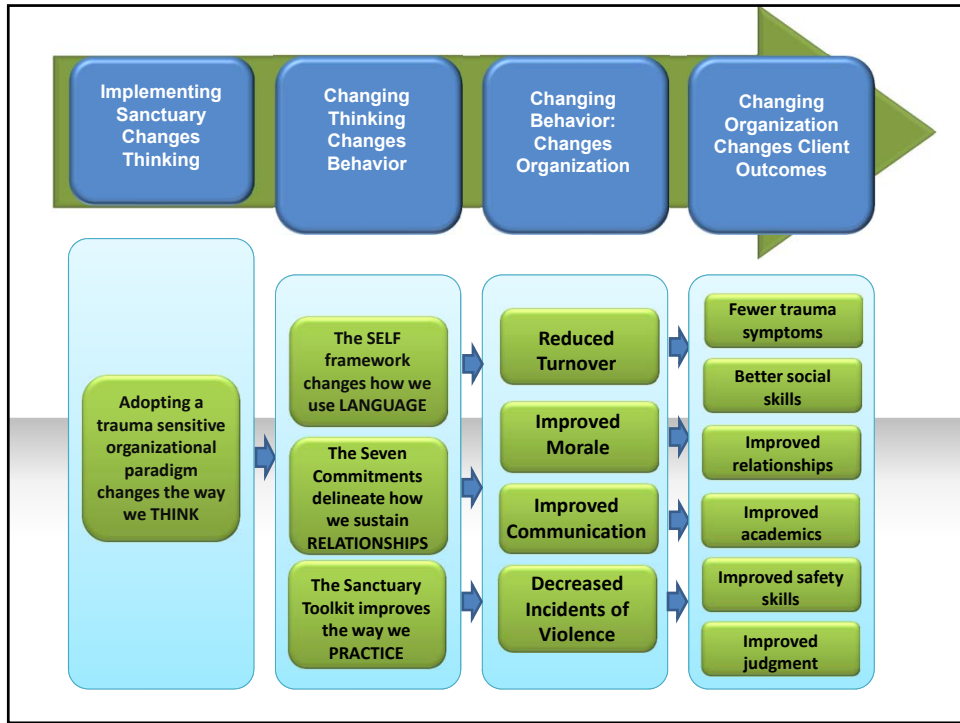 Implementing
Sanctuary
Changes
Thinking
Changing
Thinking
Changes
Behavior
Changing
Behavior:
Changes
Organization
Changing
Organization
Changes Client
Outcomes
Adopting a
trauma sensitive
organizational
paradigm
changes the way
we THINK
The SELF
framework
changes how we
use LANGUAGE
The Seven
Commitments
delineate how
we sustain
RELATIONSHIPS
The Sanctuary
Toolkit improves
the way we
PRACTICE
Reduced
Turnover
Improved
Morale
Improved
Communication
Decreased
Incidents of
Violence
Fewer trauma
symptoms
Better social
skills
Improved
relationships
Improved
academics
Improved safety
skills
Improved
judgment